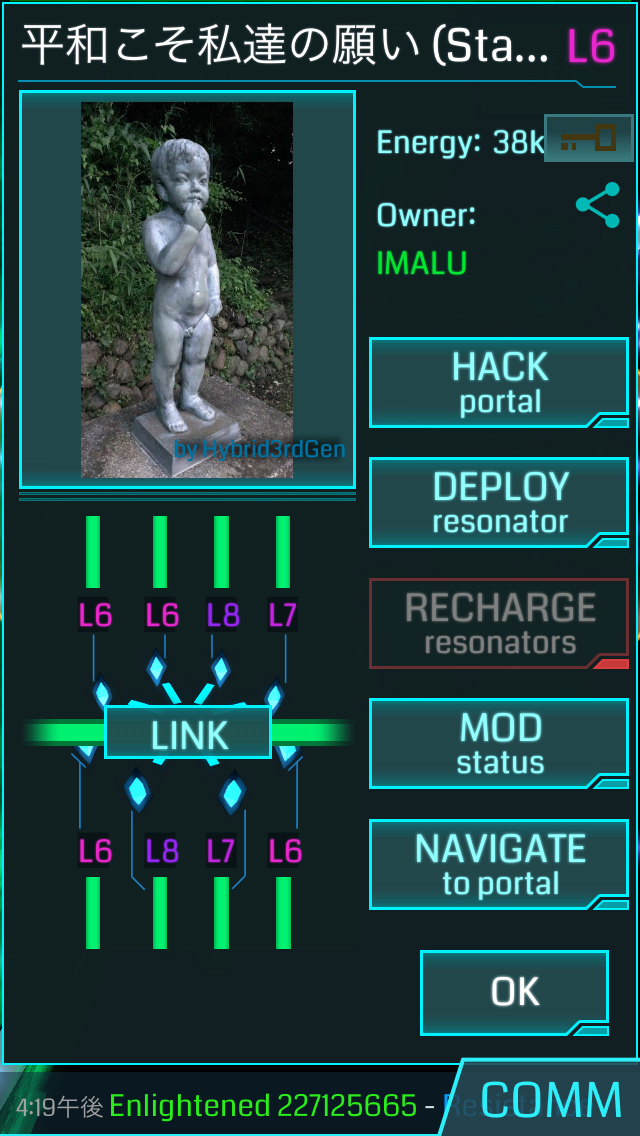 平和こそ私達の願い (Sta... L6
Energy: 38k
Owner:
IMALU
by Hybrid3rdGen
HACK
portal
DEPLOY
resonator
RECHARGE
resonators
MOD
status
NAVIGATE
to portal
L6 L6 L8 L7
LINK
L6 L8 L7 L6
OK
4:19午後 Enlightened 227125665 -
COMM